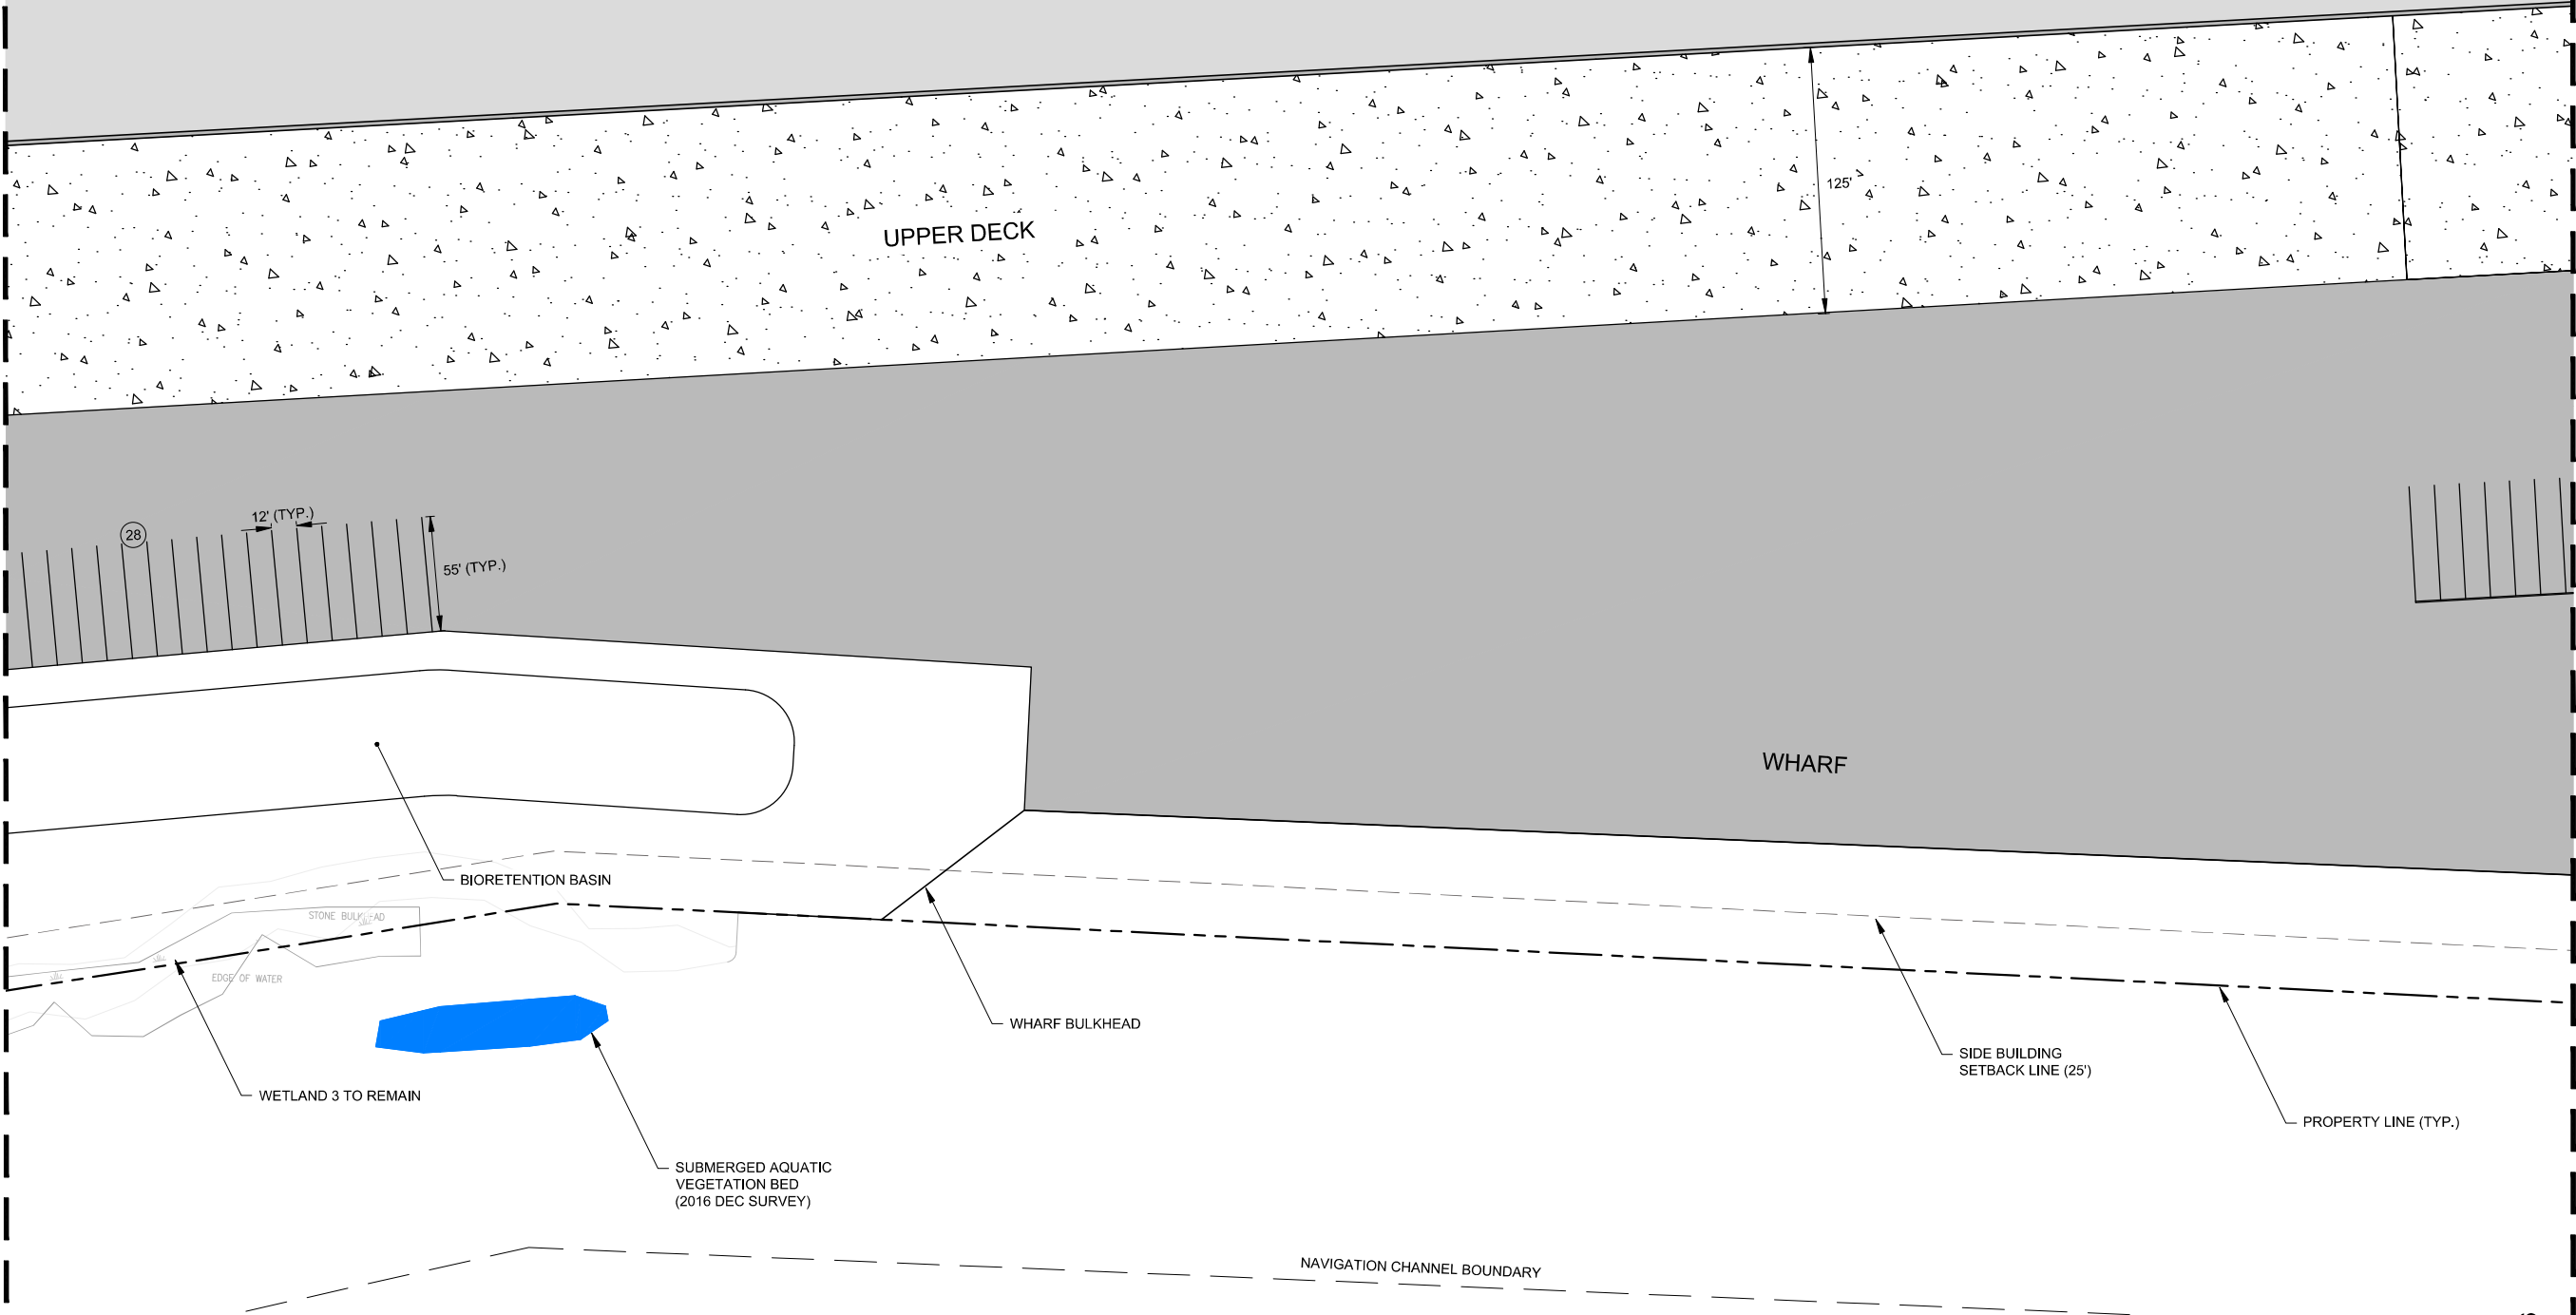 125'
UPPER DECK
12' (TYP.)
28
55' (TYP.)
WHARF
BIORETENTION BASIN
STONE BULKHEAD
EDGE OF WATER
WHARF BULKHEAD
SIDE BUILDING
SETBACK LINE (25')
WETLAND 3 TO REMAIN
PROPERTY LINE (TYP.)
SUBMERGED AQUATIC
VEGETATION BED
(2016 DEC SURVEY)
NAVIGATION CHANNEL BOUNDARY